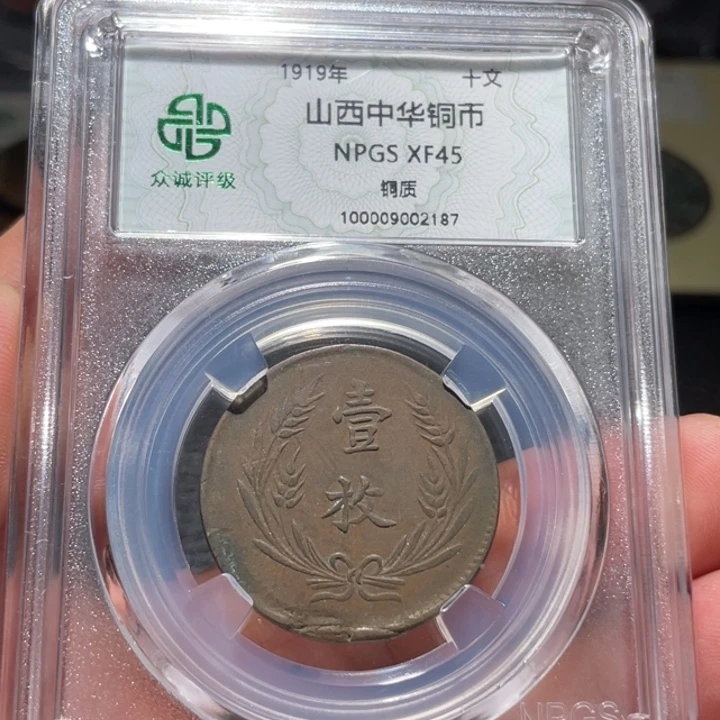 1919年 十文
山西中华铜币
NPGS XF45
铜质
100009002187
众诚评级
壹
枚
NPGS